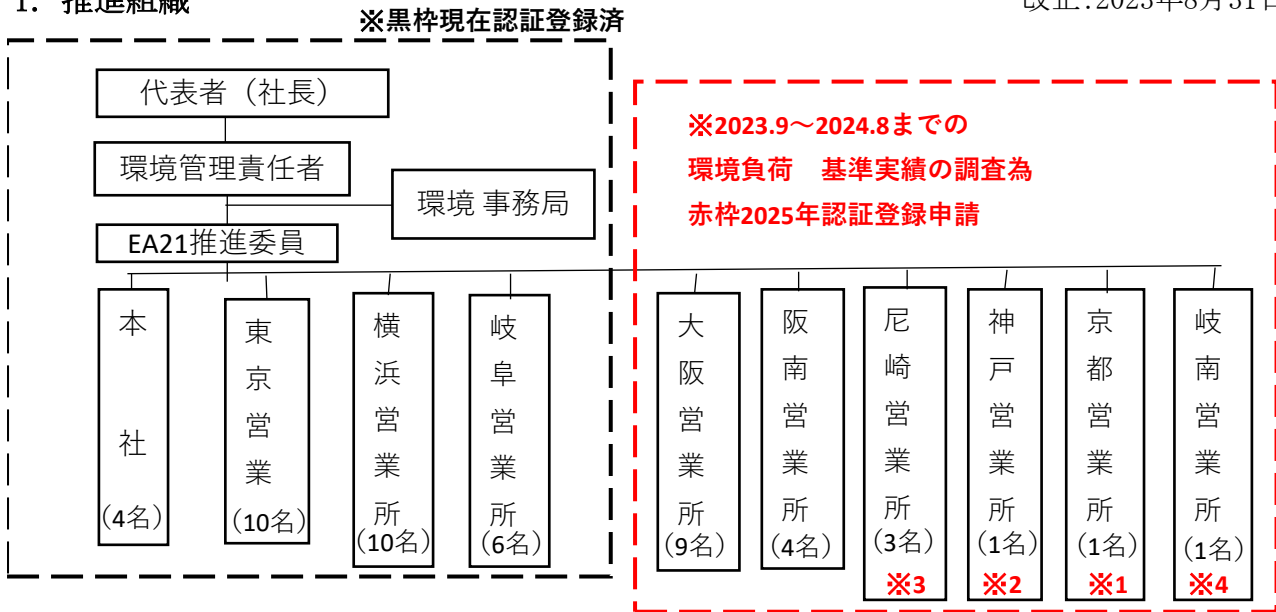 1. 推進組織
改正:2023年8月31日
※黒枠現在認証登録済
代表者（社長）
環境管理責任者
環境 事務局
EA21推進委員
※2023.9～2024.8までの
環境負荷　基準実績の調査為
赤枠2025年認証登録申請
本社
(4名)
東京営業
(10名)
横浜営業所
(10名)
岐阜営業所
(6名)
大阪営業所
(9名)
阪南営業所
(4名)
尼崎営業所
(3名)
※3
神戸営業所
(1名)
※2
京都営業所
(1名)
※1
岐南営業所
(1名)
※4